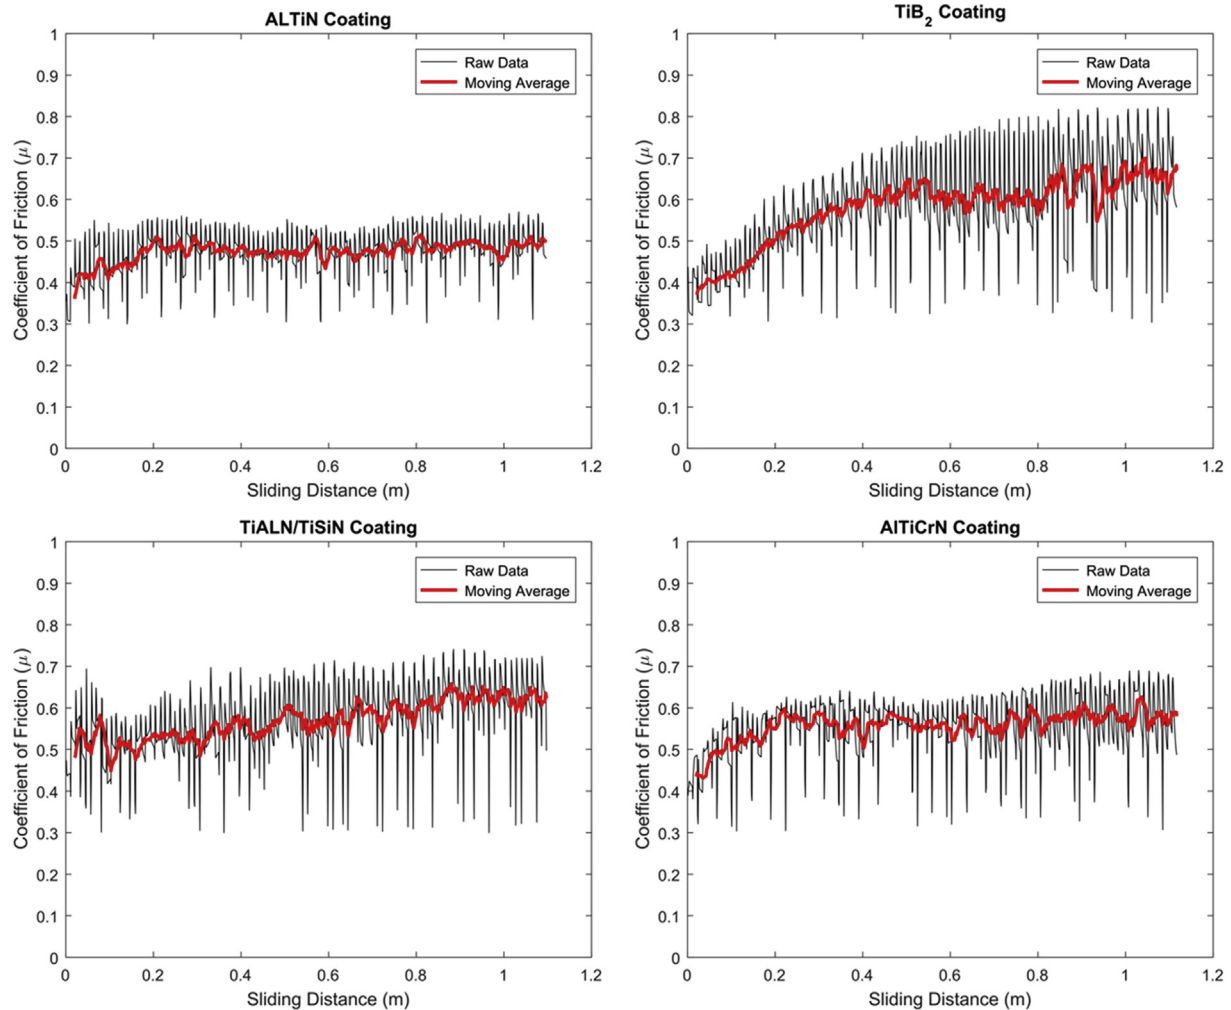 ALTiN Coating
1
0.9
0.8
0.7
0.6
0.5
0.4
0.3
0.2
0.1
0
Coefficient of Friction (μ)
Raw Data
Moving Average
0 0.2 0.4 0.6 0.8 1 1.2
Sliding Distance (m)
TiB2 Coating
1
0.9
0.8
0.7
0.6
0.5
0.4
0.3
0.2
0.1
0
Coefficient of Friction (μ)
Raw Data
Moving Average
0 0.2 0.4 0.6 0.8 1 1.2
Sliding Distance (m)
TiALN/TiSiN Coating
1
0.9
0.8
0.7
0.6
0.5
0.4
0.3
0.2
0.1
0
Coefficient of Friction (μ)
Raw Data
Moving Average
0 0.2 0.4 0.6 0.8 1 1.2
Sliding Distance (m)
AlTiCrN Coating
1
0.9
0.8
0.7
0.6
0.5
0.4
0.3
0.2
0.1
0
Coefficient of Friction (μ)
Raw Data
Moving Average
0 0.2 0.4 0.6 0.8 1 1.2
Sliding Distance (m)